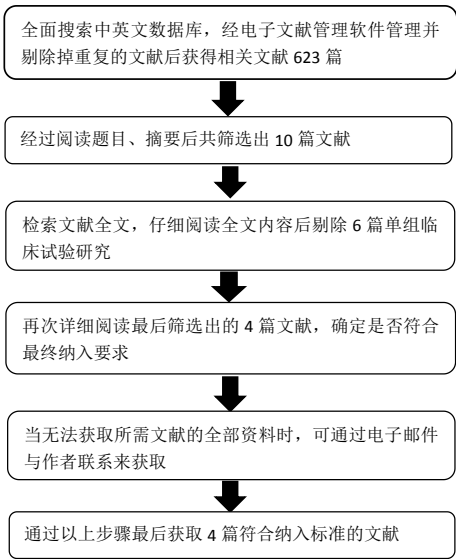 全面搜索中英文数据库，经电子文献管理软件管理并
剔除掉重复的文献后获得相关文献 623 篇
经过阅读题目、摘要后共筛选出 10 篇文献
检索文献全文，仔细阅读全文内容后剔除 6 篇单组临
床试验研究
再次详细阅读最后筛选出的 4 篇文献，确定是否符合
最终纳入要求
当无法获取所需文献的全部资料时，可通过电子邮件
与作者联系来获取
通过以上步骤最后获取 4 篇符合纳入标准的文献